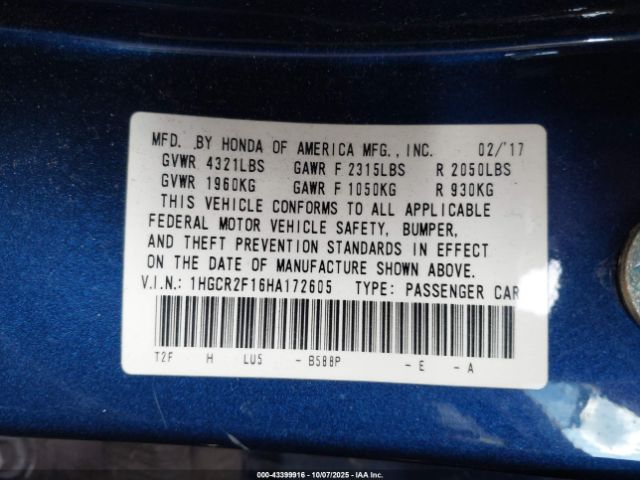 MFD. BY HONDA OF AMERICA MFG., INC. 02/'17
GVWR 4321LBS GAWR F 2315LBS R 2050LBS
GVWR 1960KG GAWR F 1050KG R 930KG
THIS VEHICLE CONFORMS TO ALL APPLICABLE
FEDERAL MOTOR VEHICLE SAFETY, BUMPER,
AND THEFT PREVENTION STANDARDS IN EFFECT
ON THE DATE OF MANUFACTURE SHOWN ABOVE.
V.I.N.: 1HGCR2F16HA172605 TYPE: PASSENGER CAR
T2F H LU5 - B588P - E - A
000-43399916 - 10/07/2025 - IAA Inc.